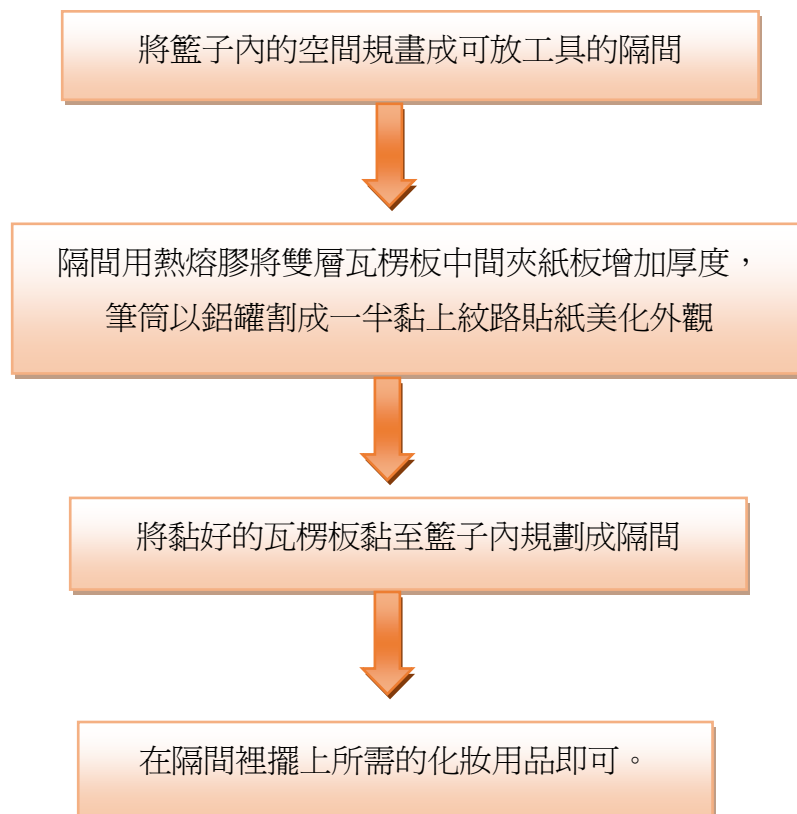 將籃子內的空間規畫成可放工具的隔間
隔間用熱熔膠將雙層瓦楞板中間夾紙板增加厚度，
筆筒以鋁罐割成一半黏上紋路貼紙美化外觀
將黏好的瓦楞板黏至籃子內規劃成隔間
在隔間裡擺上所需的化妝用品即可。